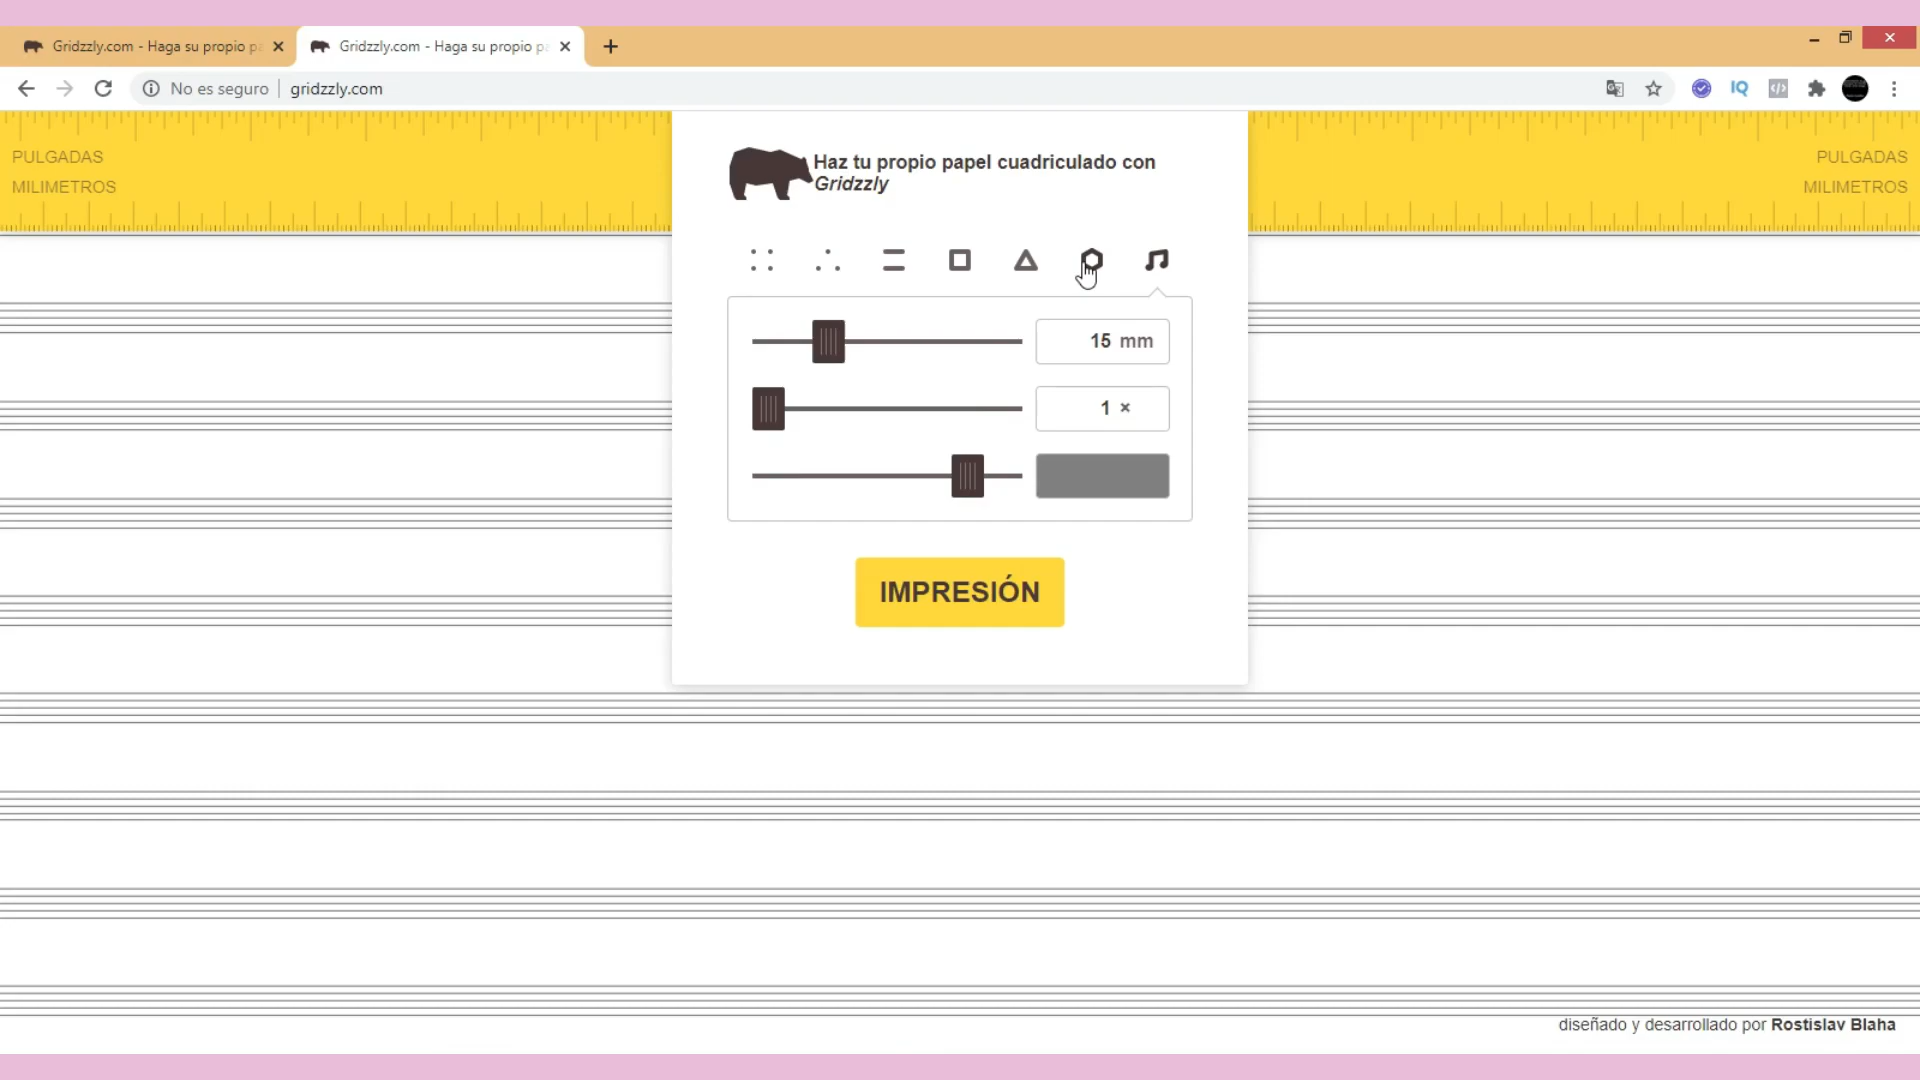 Gridzzly.com - Haga su propio p
Gridzzly.com - Haga su propio p
No es seguro
gridzzly.com
IQ
PULGADAS
MILIMETROS
PULGADAS
MILIMETROS
Haz tu propio papel cuadriculado con
Gridzzly
15 mm
1 ×
IMPRESIÓN
diseñado y desarrollado por Rostislav Blaha